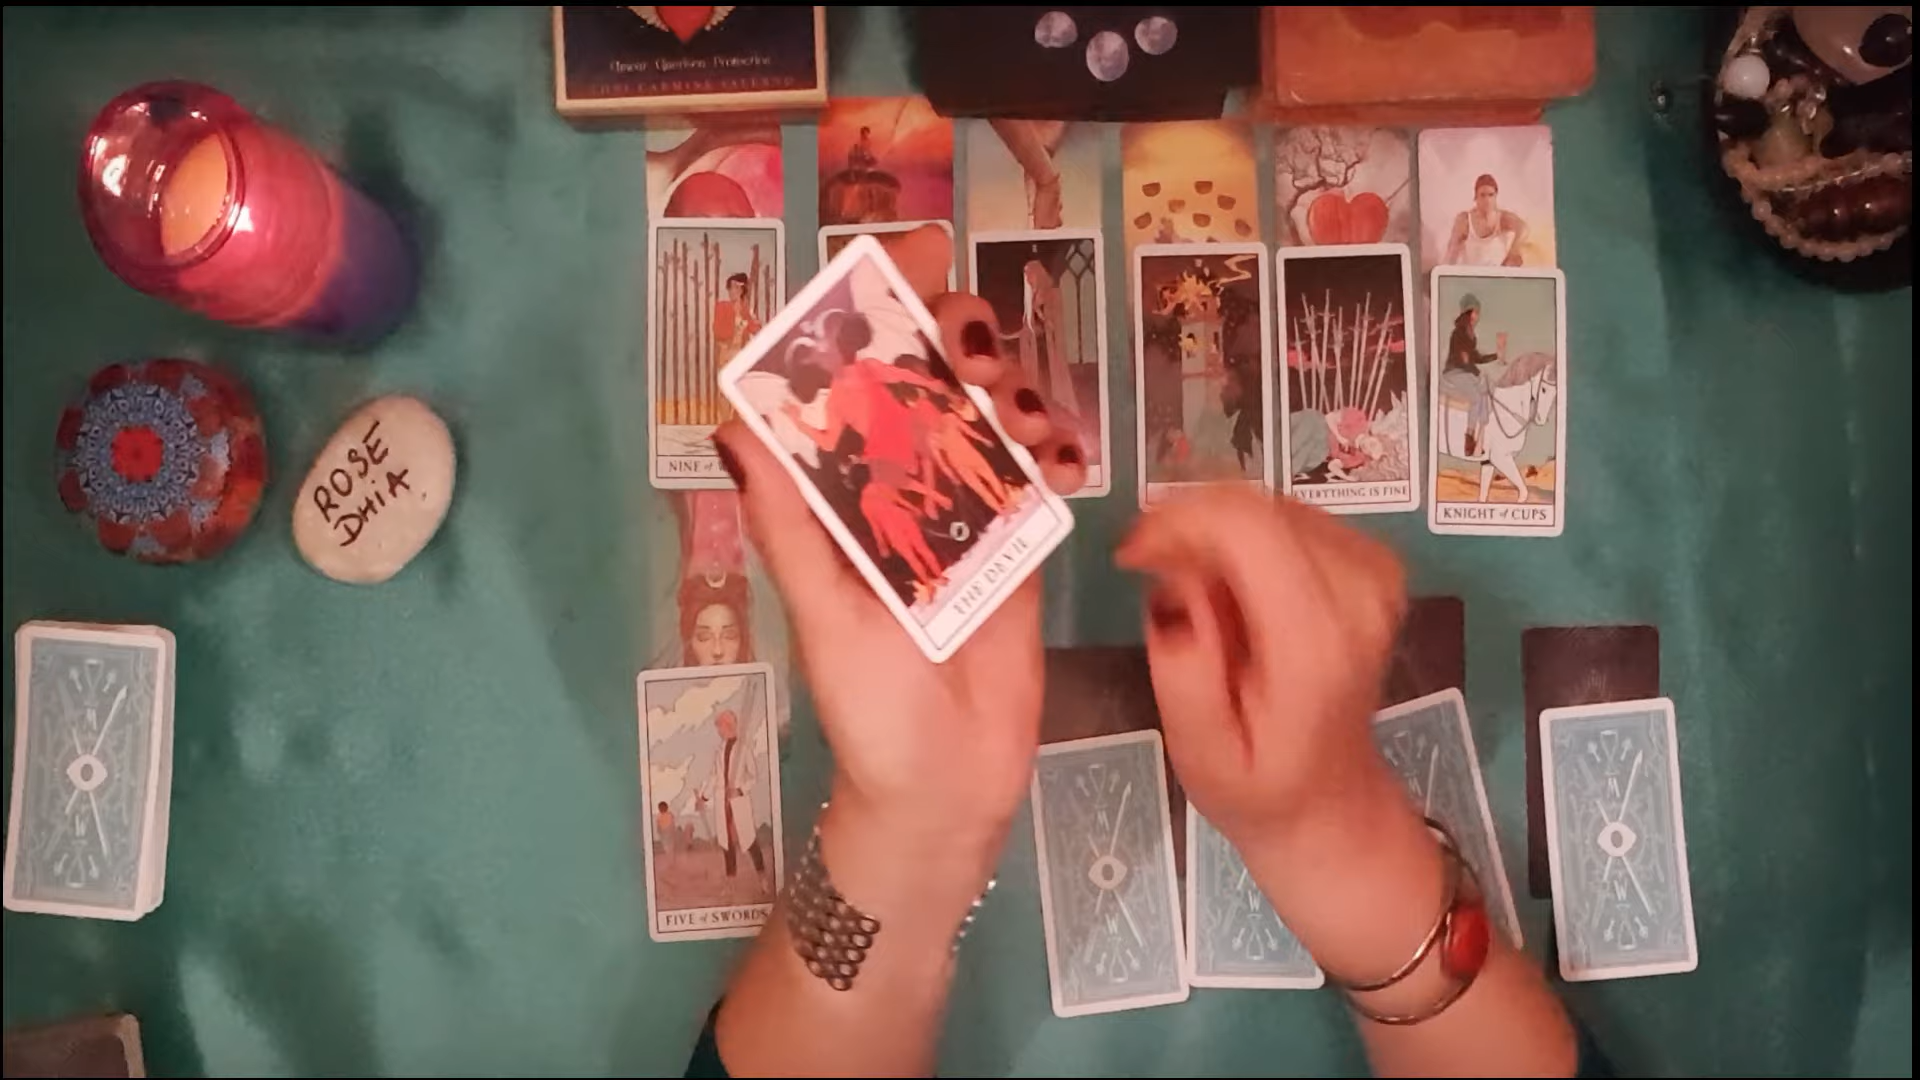 NINE of W
EVERYTHING IS FINE
KNIGHT of CUPS
ROSE
DHIA.
THE DEVIL
M
W
FIVE of SWORDS
M
W
W
M
W